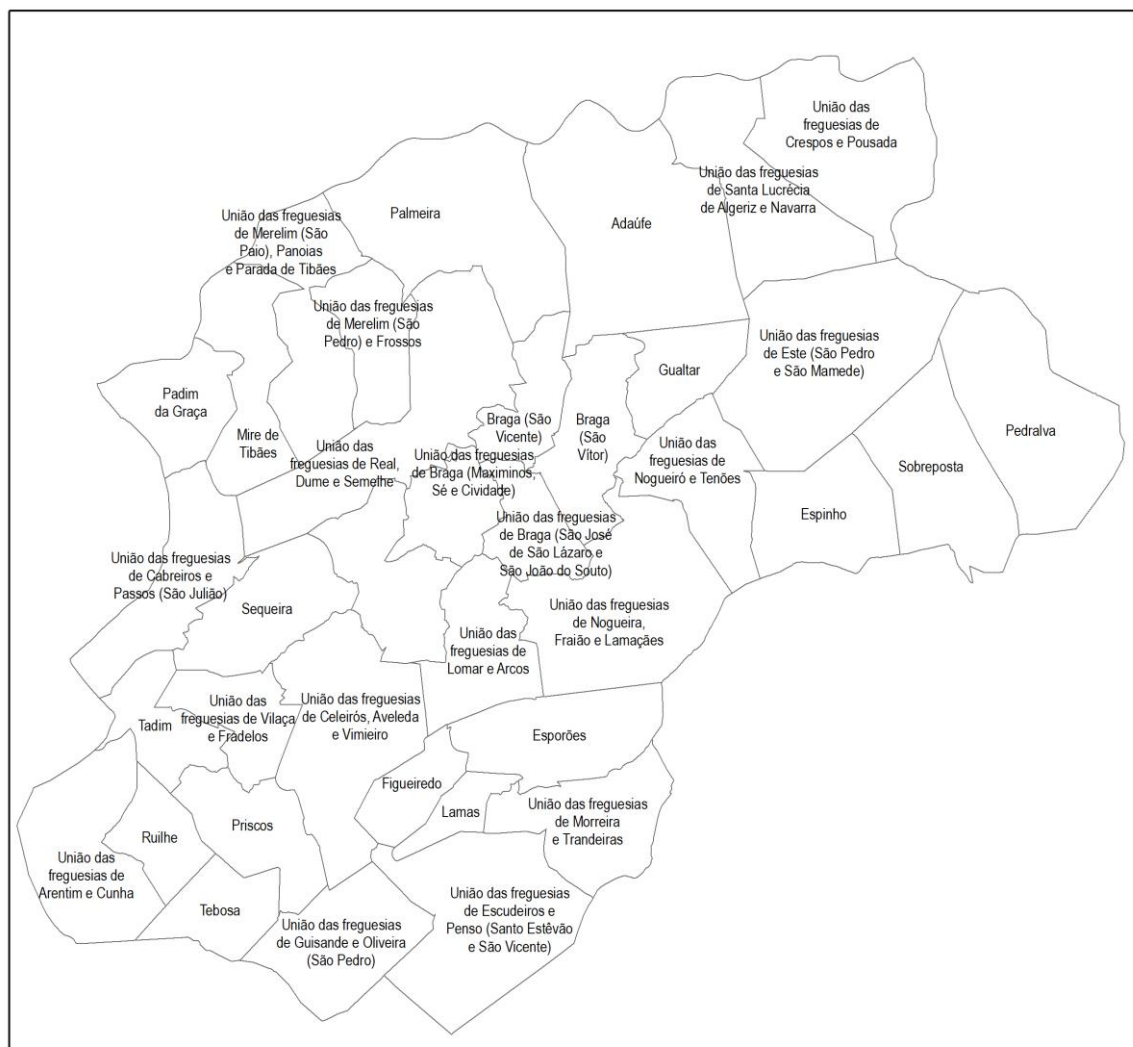 União das
freguesias de
Crespos e Pousada
União das freguesias
de Santa Lucrécia
de Algeriz e Navarra
União das freguesias
de Merelim (São
Paio), Panoias
e Parada de Tibães
Palmeira
Adaúfe
União das freguesias
de Merelim (São
Pedro) e Frossos
União das freguesias
de Este (São Pedro
e São Mamede)
Gualtar
Padim
da Graça
Mire de
Tibães
União das
freguesias de Real,
Dume e Semelhe
União das freguesias
de Braga (Maximinos,
Sé e Cividade)
Braga (São
Vicente)
Braga
(São
Vítor)
União das
freguesias de
Nogueiró e Tenões
Pedralva
Sobreposta
Espinho
União das freguesias
de Braga (São José
de São Lázaro e
São João do Souto)
União das freguesias
de Cabreiros e
Passos (São Julião)
Sequeira
União das freguesias
de Nogueira,
Fraião e Lamaçães
União das
freguesias de
Lomar e Arcos
União das
freguesias de Vilaça
e Fradelos
União das freguesias
de Celeirós, Aveleda
e Vimieiro
Tadim
Esporões
Figueiredo
Lamas
União das freguesias
de Morreira
e Trandeiras
Priscos
Ruilhe
União das
freguesias de
Arentim e Cunha
Tebosa
União das freguesias
de Guisande e Oliveira
(São Pedro)
União das freguesias
de Escudeiros e
Penso (Santo Estêvão
e São Vicente)